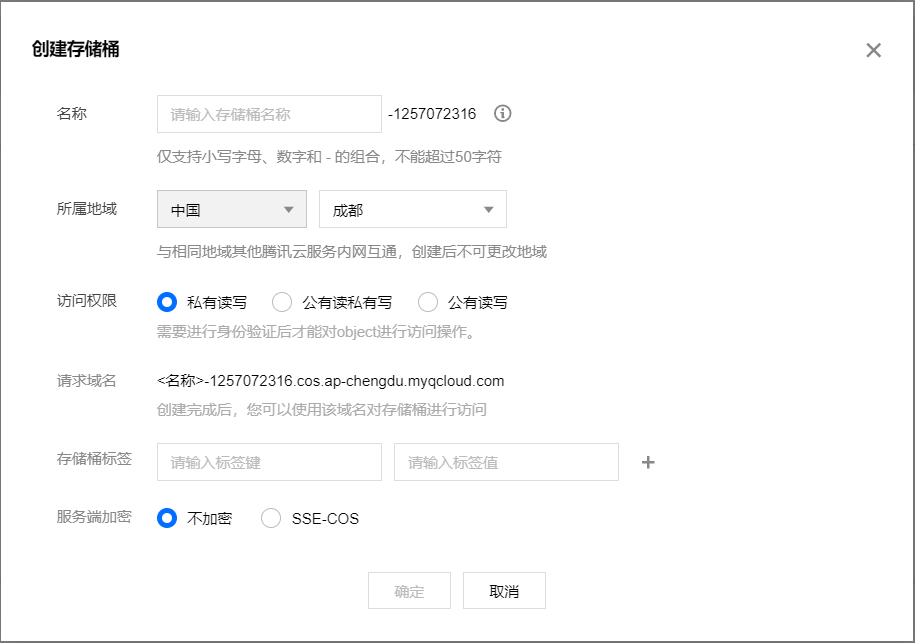 创建存储桶
名称 请输入存储桶名称 -1257072316
仅支持小写字母、数字和 - 的组合，不能超过50字符
所属地域 中国 成都
与相同地域其他腾讯云服务内网互通，创建后不可更改地域
访问权限 私有读写 公有读私有写 公有读写
需要进行身份验证后才能对object进行访问操作。
请求域名 <名称>-1257072316.cos.ap-chengdu.myqcloud.com
创建完成后，您可以使用该域名对存储桶进行访问
存储桶标签 请输入标签键 请输入标签值 +
服务端加密 不加密 SSE-COS
确定 取消